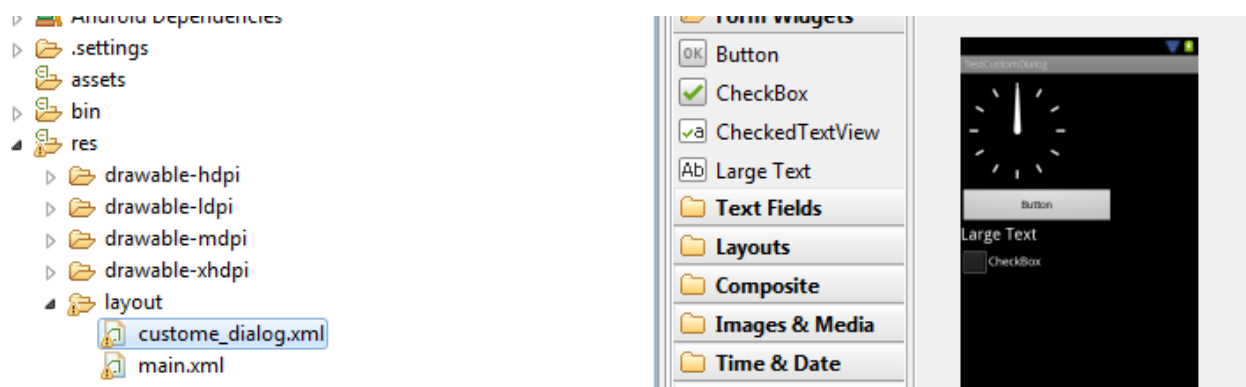 Android Dependencies
.settings
assets
bin
res
drawable-hdpi
drawable-ldpi
drawable-mdpi
drawable-xhdpi
layout
custome_dialog.xml
main.xml
Form Widgets
OK Button
CheckBox
a CheckedTextView
Ab Large Text
Text Fields
Layouts
Composite
Images & Media
Time & Date
TestCustomDialog
Button
Large Text
CheckBox